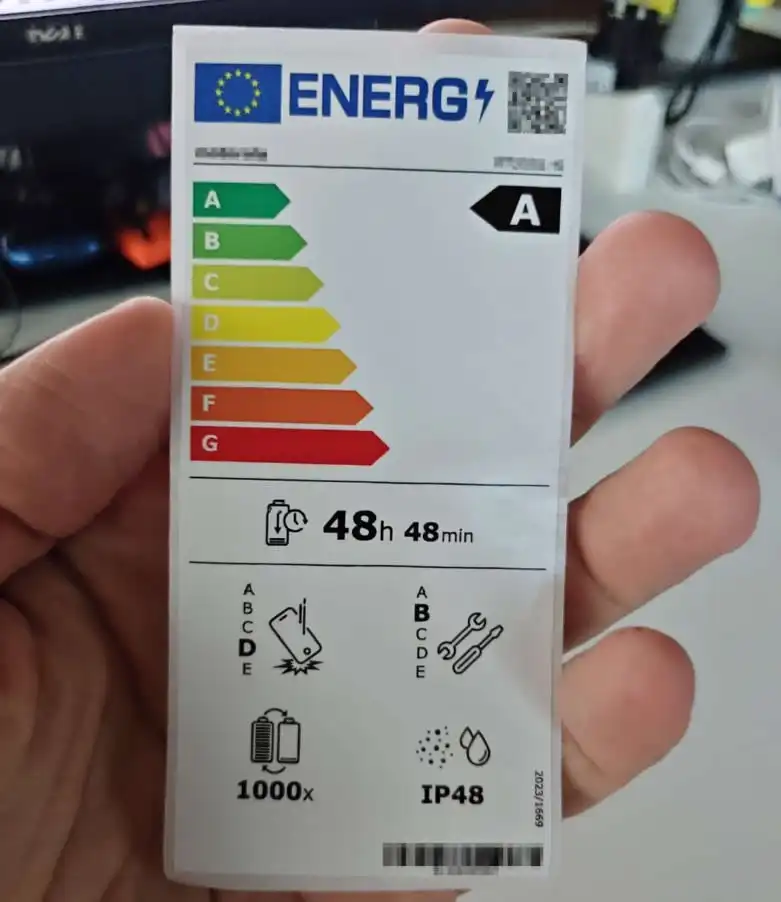 ENERG
A
A
B
C
D
E
F
G
48h 48min
A
B
C
D
E
A
B
C
D
E
1000x
IP48
2023/1669